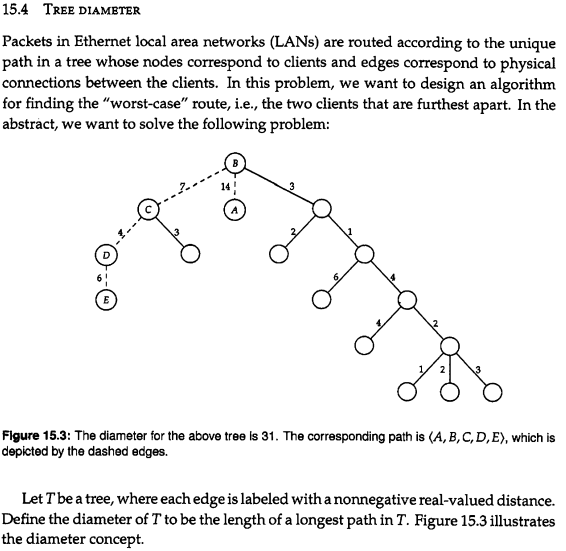 15.4 TREE DIAMETER
Packets in Ethernet local area networks (LANs) are routed according to the unique
path in a tree whose nodes correspond to clients and edges correspond to physical
connections between the clients. In this problem, we want to design an algorithm
for finding the "worst-case" route, i.e., the two clients that are furthest apart. In the
abstract, we want to solve the following problem:
B
7
14
3
C
A
4
3
2
1
D
6
6
4
E
4
2
1
2
3
Figure 15.3: The diameter for the above tree is 31. The corresponding path is ⟨A, B, C, D, E⟩, which is
depicted by the dashed edges.
Let T be a tree, where each edge is labeled with a nonnegative real-valued distance.
Define the diameter of T to be the length of a longest path in T. Figure 15.3 illustrates
the diameter concept.